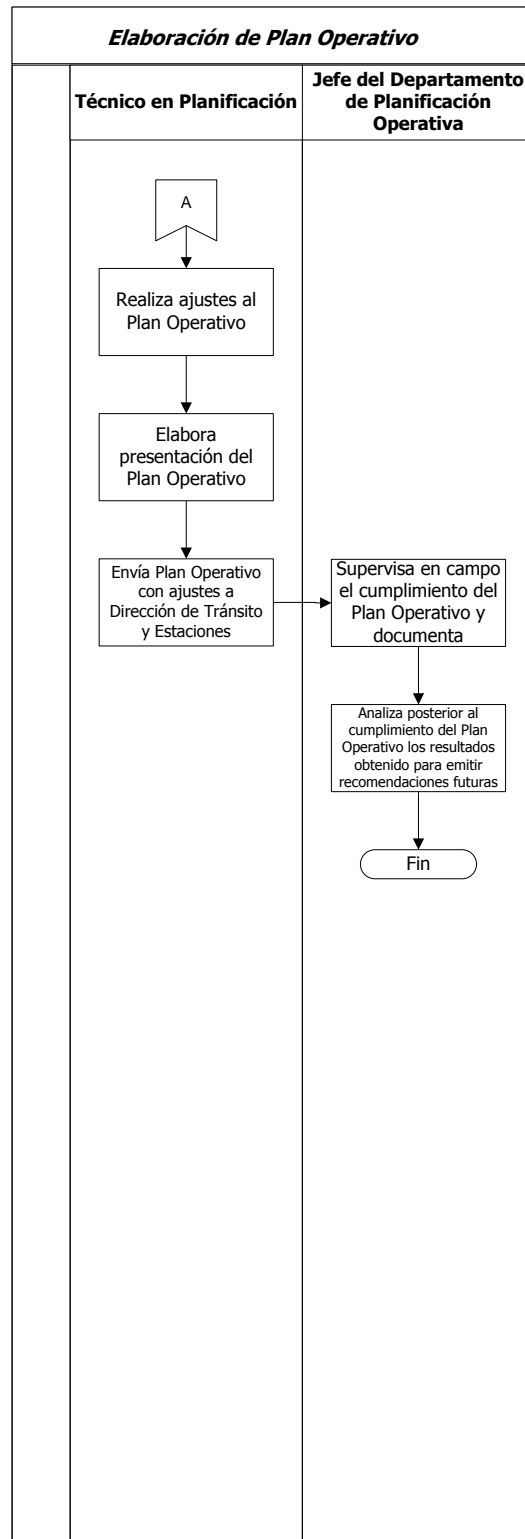 Elaboración de Plan Operativo
Técnico en Planificación
Jefe del Departamento
de Planificación
Operativa
A
Realiza ajustes al
Plan Operativo
Elabora
presentación del
Plan Operativo
Envía Plan Operativo
con ajustes a
Dirección de Tránsito
y Estaciones
Supervisa en campo
el cumplimiento del
Plan Operativo y
documenta
Analiza posterior al
cumplimiento del Plan
Operativo los resultados
obtenido para emitir
recomendaciones futuras
Fin